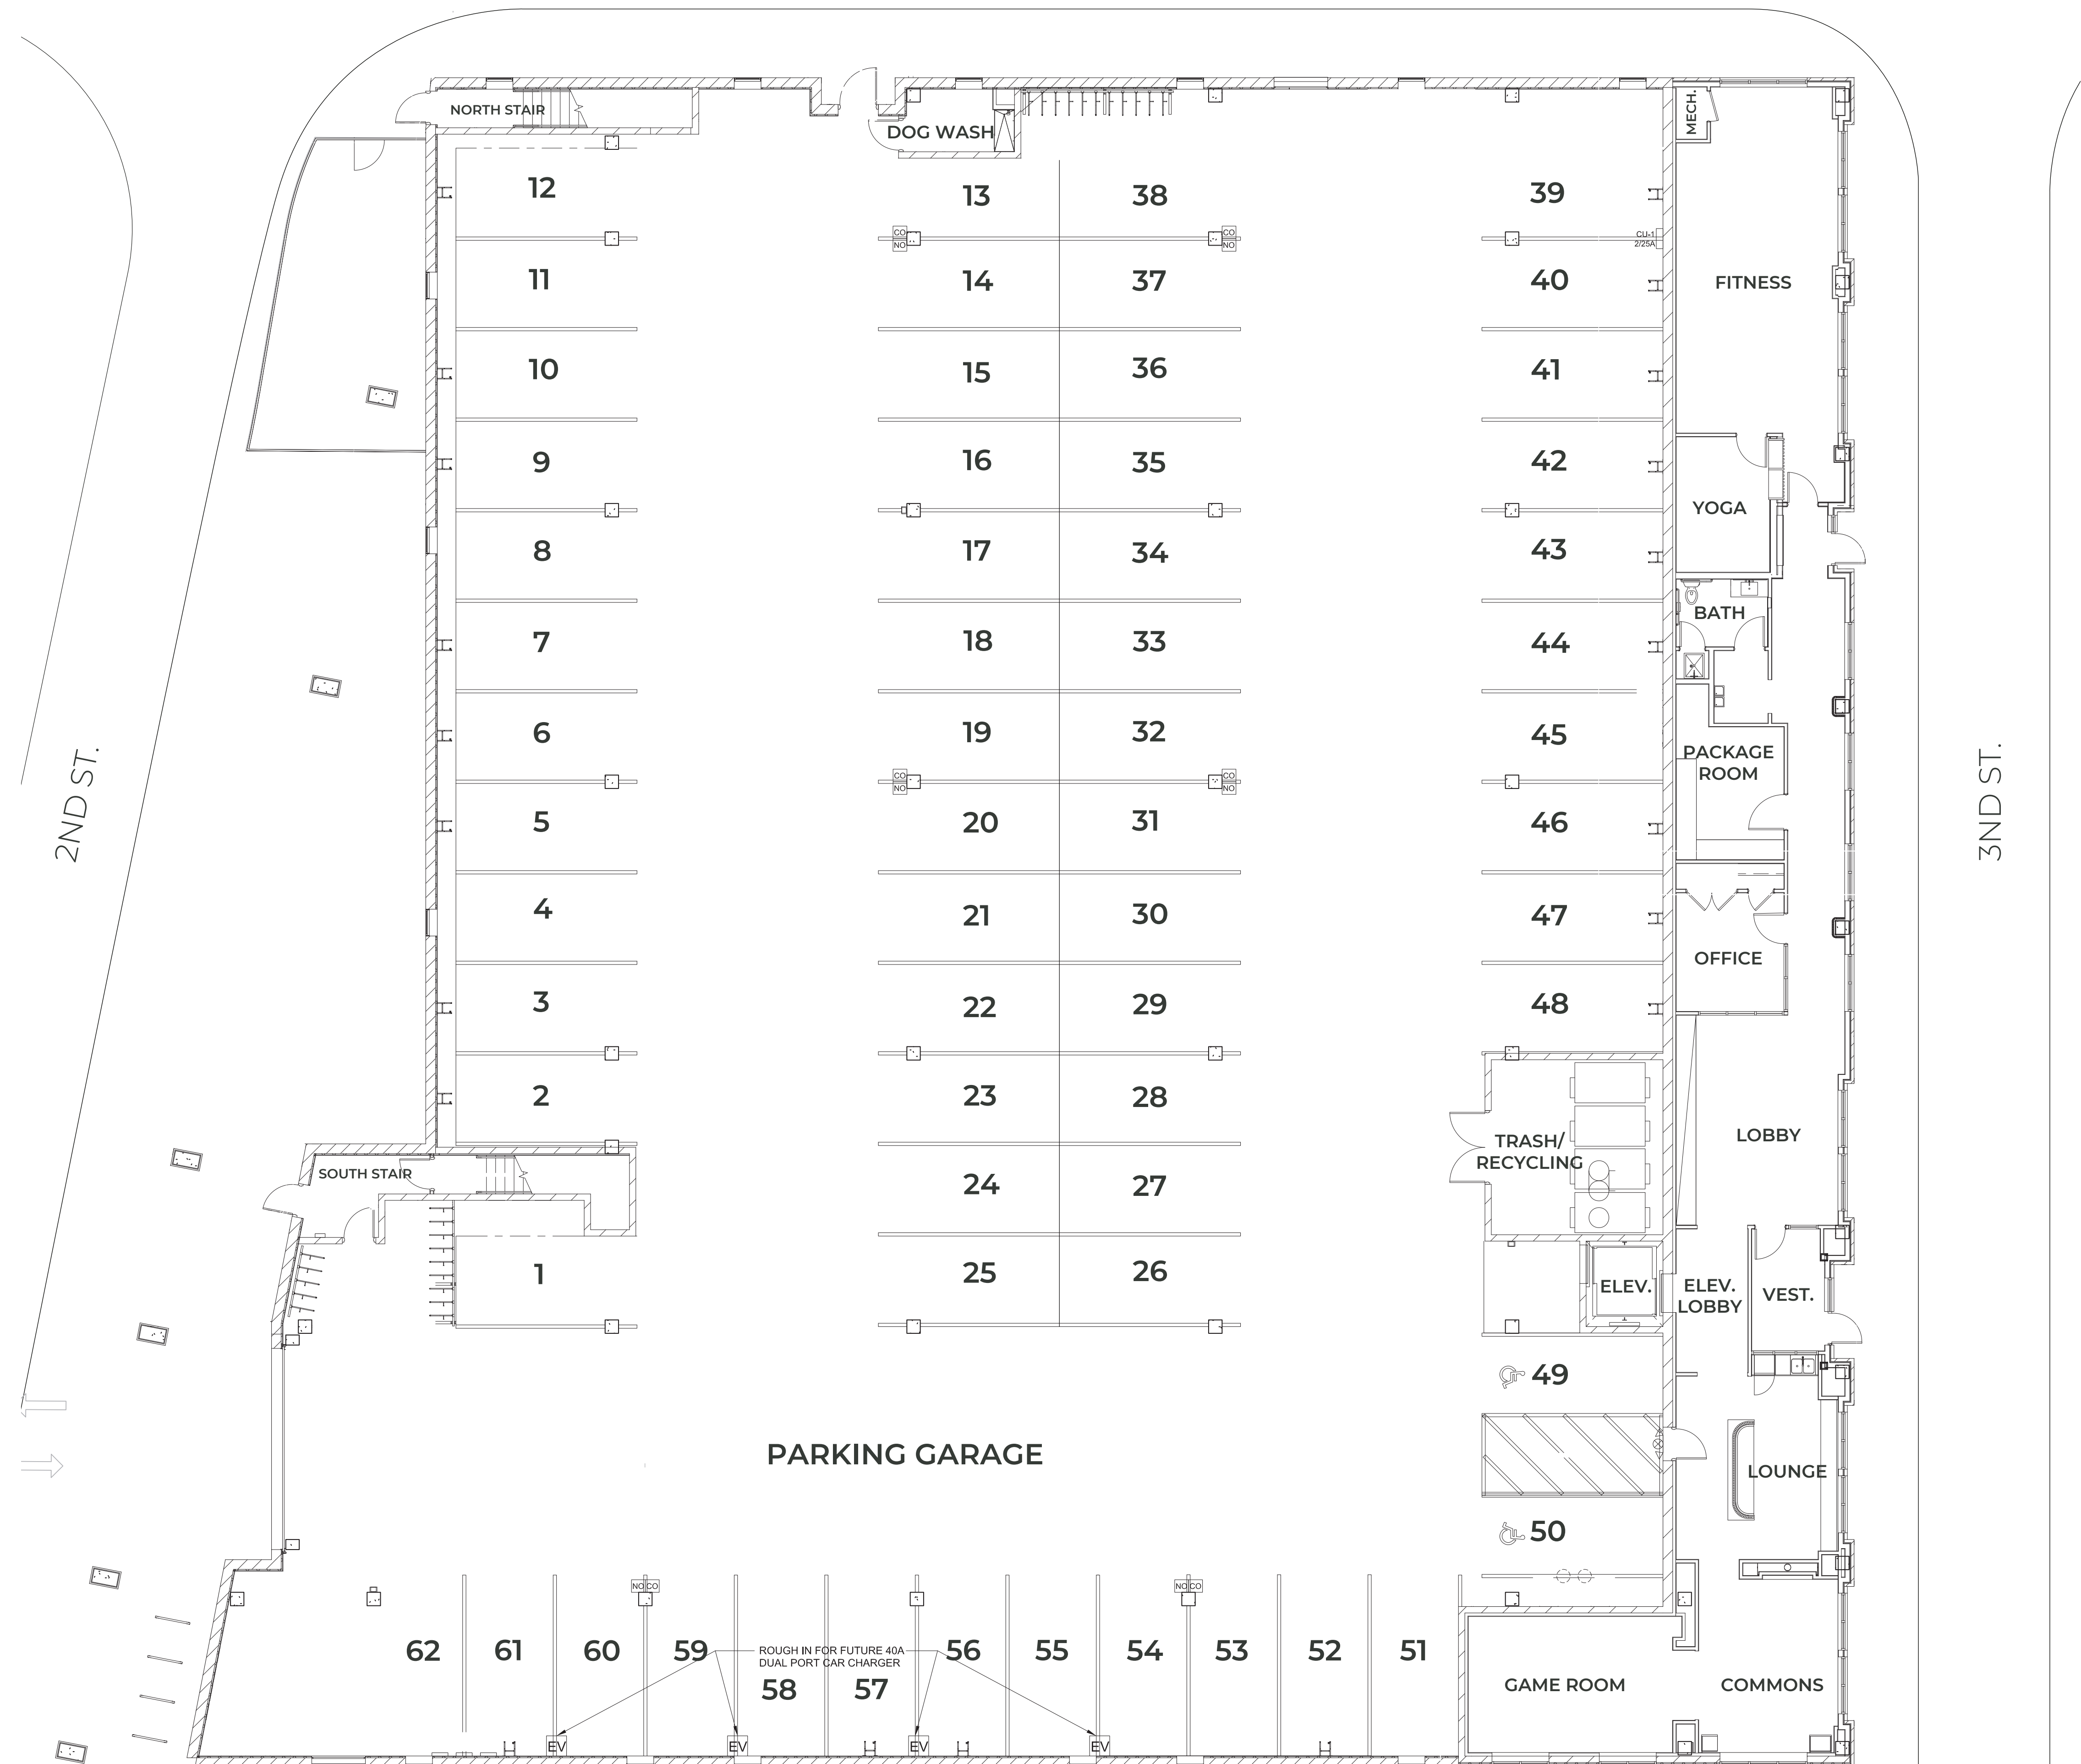 NORTH STAIR
DOG WASH
MECH.
12
13
38
39
CO
NO
CO
NO
CU-1
2/25A
11
14
37
40
FITNESS
10
15
36
41
9
16
35
42
YOGA
8
17
34
43
BATH
7
18
33
44
6
19
32
45
PACKAGE
ROOM
CO
NO
CO
NO
2ND ST.
3ND ST.
5
20
31
46
4
21
30
47
OFFICE
3
22
29
48
2
23
28
TRASH/
RECYCLING
LOBBY
SOUTH STAIR
24
27
1
25
26
ELEV.
ELEV.
LOBBY
VEST.
49
PARKING GARAGE
LOUNGE
50
NO CO
NO CO
62
61
60
59
ROUGH IN FOR FUTURE 40A
DUAL PORT CAR CHARGER
58
57
56
55
54
53
52
51
GAME ROOM
COMMONS
EV
EV
EV
EV